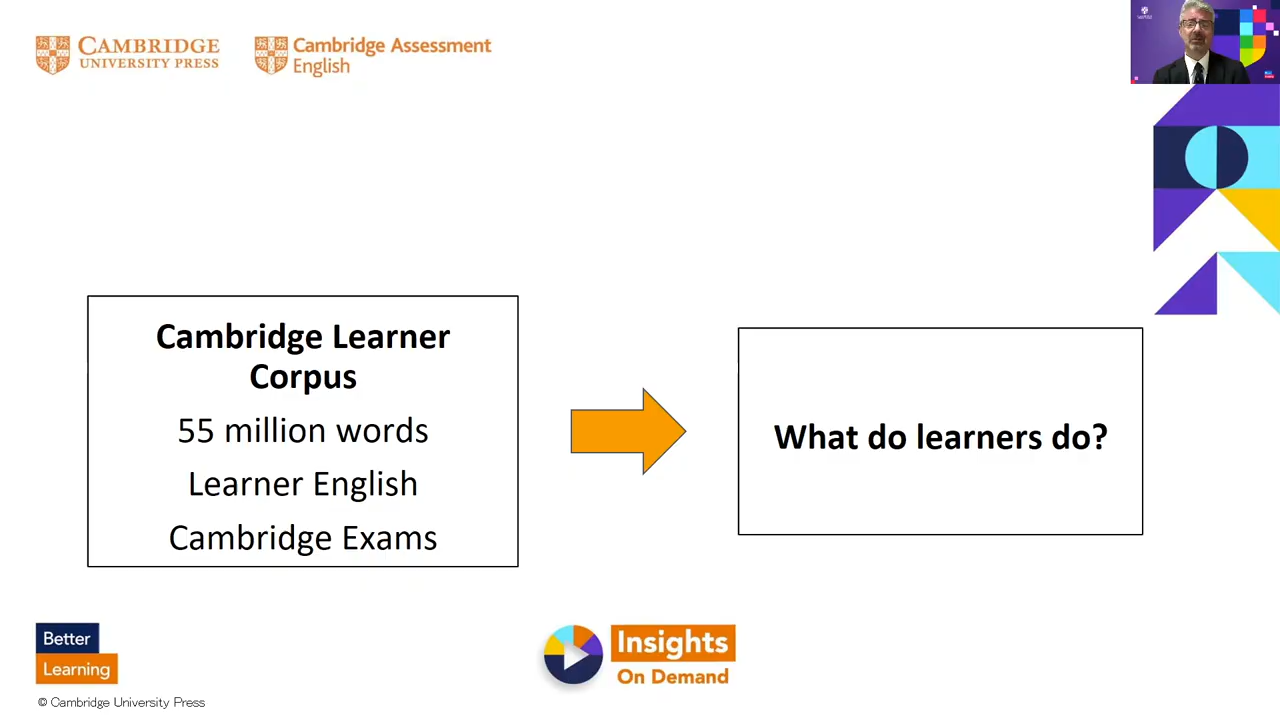 CAMBRIDGE
UNIVERSITY PRESS
Cambridge Assessment
English
Cambridge Learner
Corpus
55 million words
Learner English
Cambridge Exams
What do learners do?
Better
Learning
Insights
On Demand
© Cambridge University Press